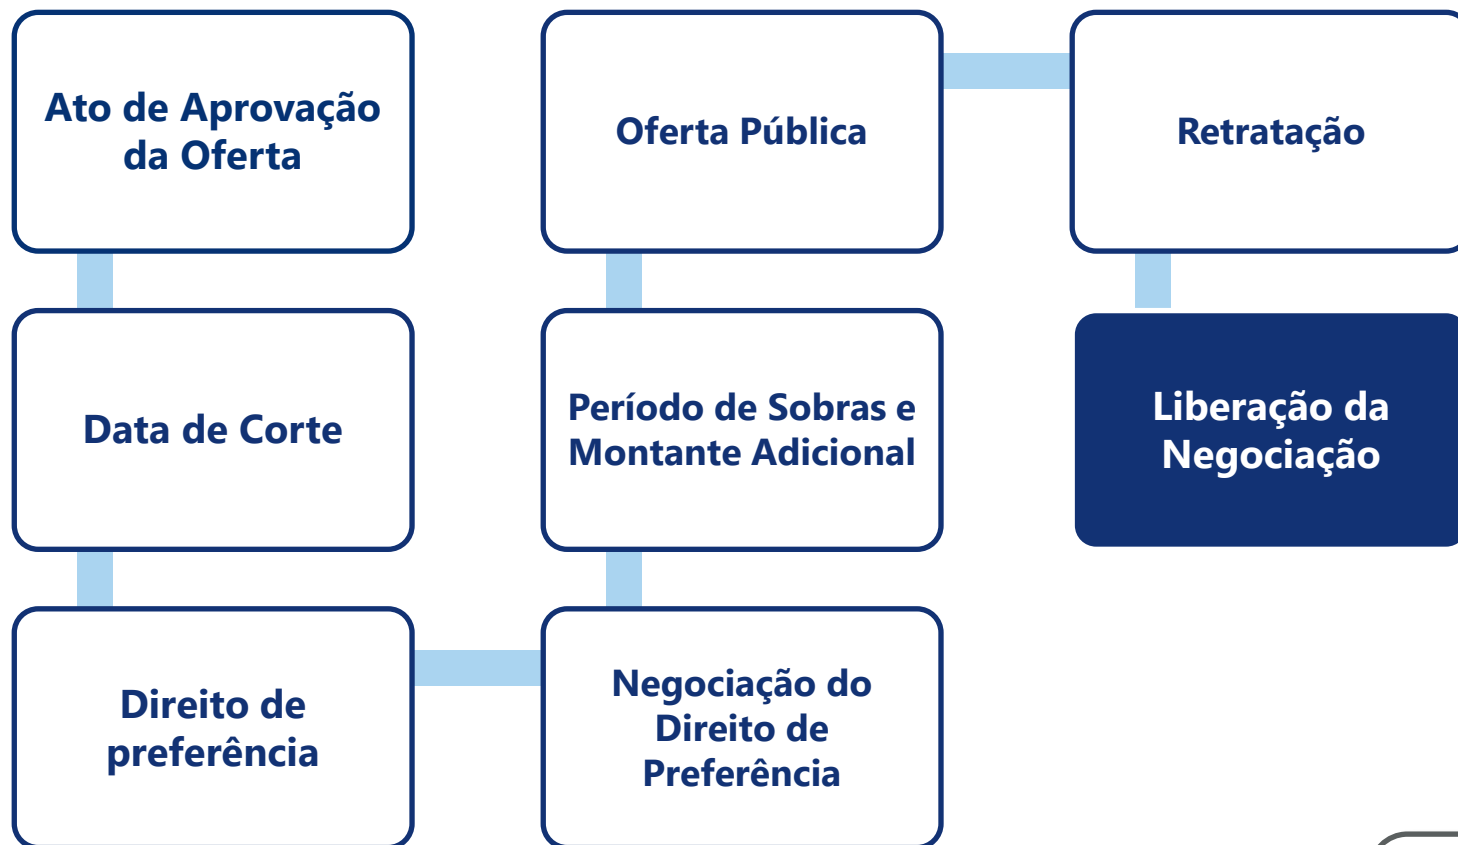 Ato de Aprovação
da Oferta
Data de Corte
Direito de
preferência
Negociação do
Direito de
Preferência
Período de Sobras e
Montante Adicional
Oferta Pública
Retratação
Liberação da
Negociação